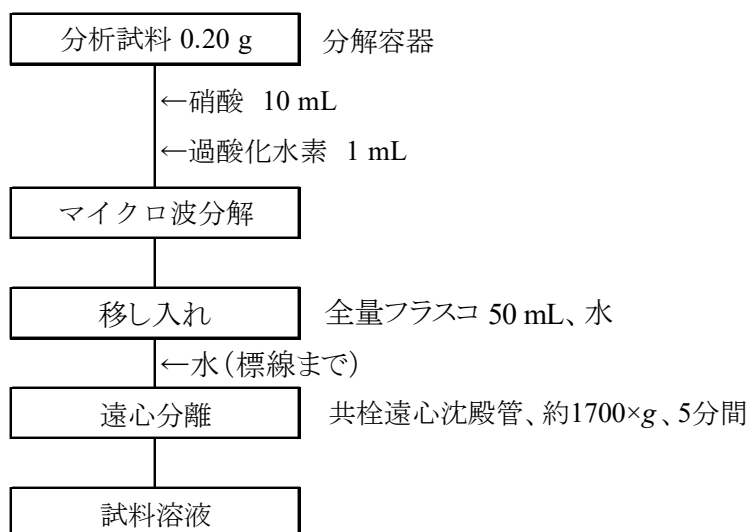 分析試料 0.20 g 分解容器
←硝酸 10 mL
←過酸化水素 1 mL
マイクロ波分解
移し入れ 全量フラスコ 50 mL、水
←水（標線まで）
遠心分離 共栓遠心沈殿管、約1700×g、5分間
試料溶液